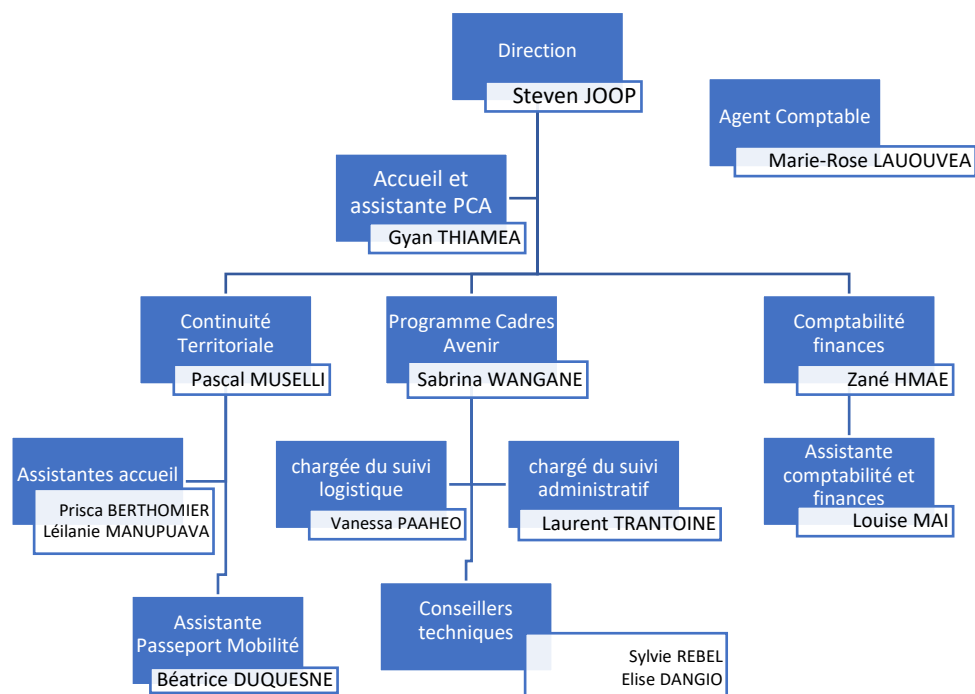 Direction
Steven JOOP
Agent Comptable
Marie-Rose LAUOUVEA
Accueil et
assistante PCA
Gyan THIAMEA
Continuité
Territoriale
Pascal MUSELLI
Programme Cadres
Avenir
Sabrina WANGANE
Comptabilité
finances
Zané HMAE
Assistantes accueil
Prisca BERTHOMIER
Léilanie MANUPUAVA
chargée du suivi
logistique
Vanessa PAAHEO
chargé du suivi
administratif
Laurent TRANTOINE
Assistante
comptabilité et
finances
Louise MAI
Assistante
Passeport Mobilité
Béatrice DUQUESNE
Conseillers
techniques
Sylvie REBEL
Elise DANGIO